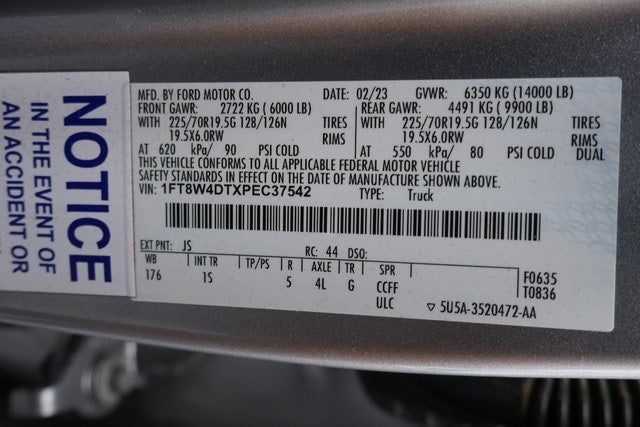 NOTICE
IN THE EVENT OF
AN ACCIDENT OR
MFD. BY FORD MOTOR CO. DATE: 02/23 GVWR: 6350 KG (14000 LB)
FRONT GAWR: 2722 KG (6000 LB) REAR GAWR: 4491 KG (9900 LB)
WITH 225/70R19.5G 128/126N TIRES WITH 225/70R19.5G 128/126N TIRES
19.5X6.0RW RIMS 19.5X6.0RW RIMS
AT 620 kPa/ 90 PSI COLD AT 550 kPa/ 80 PSI COLD DUAL
THIS VEHICLE CONFORMS TO ALL APPLICABLE FEDERAL MOTOR VEHICLE
SAFETY STANDARDS IN EFFECT ON THE DATE OF MANUFACTURE SHOWN ABOVE.
VIN: 1FT8W4DTXPEC37542 TYPE: Truck
EXT PNT: JS RC: 44 DSO:
WB INT TR TP/PS R AXLE TR SPR F0635
176 1S 5 4L G CCFF T0836
ULC ▽ 5U5A-3520472-AA